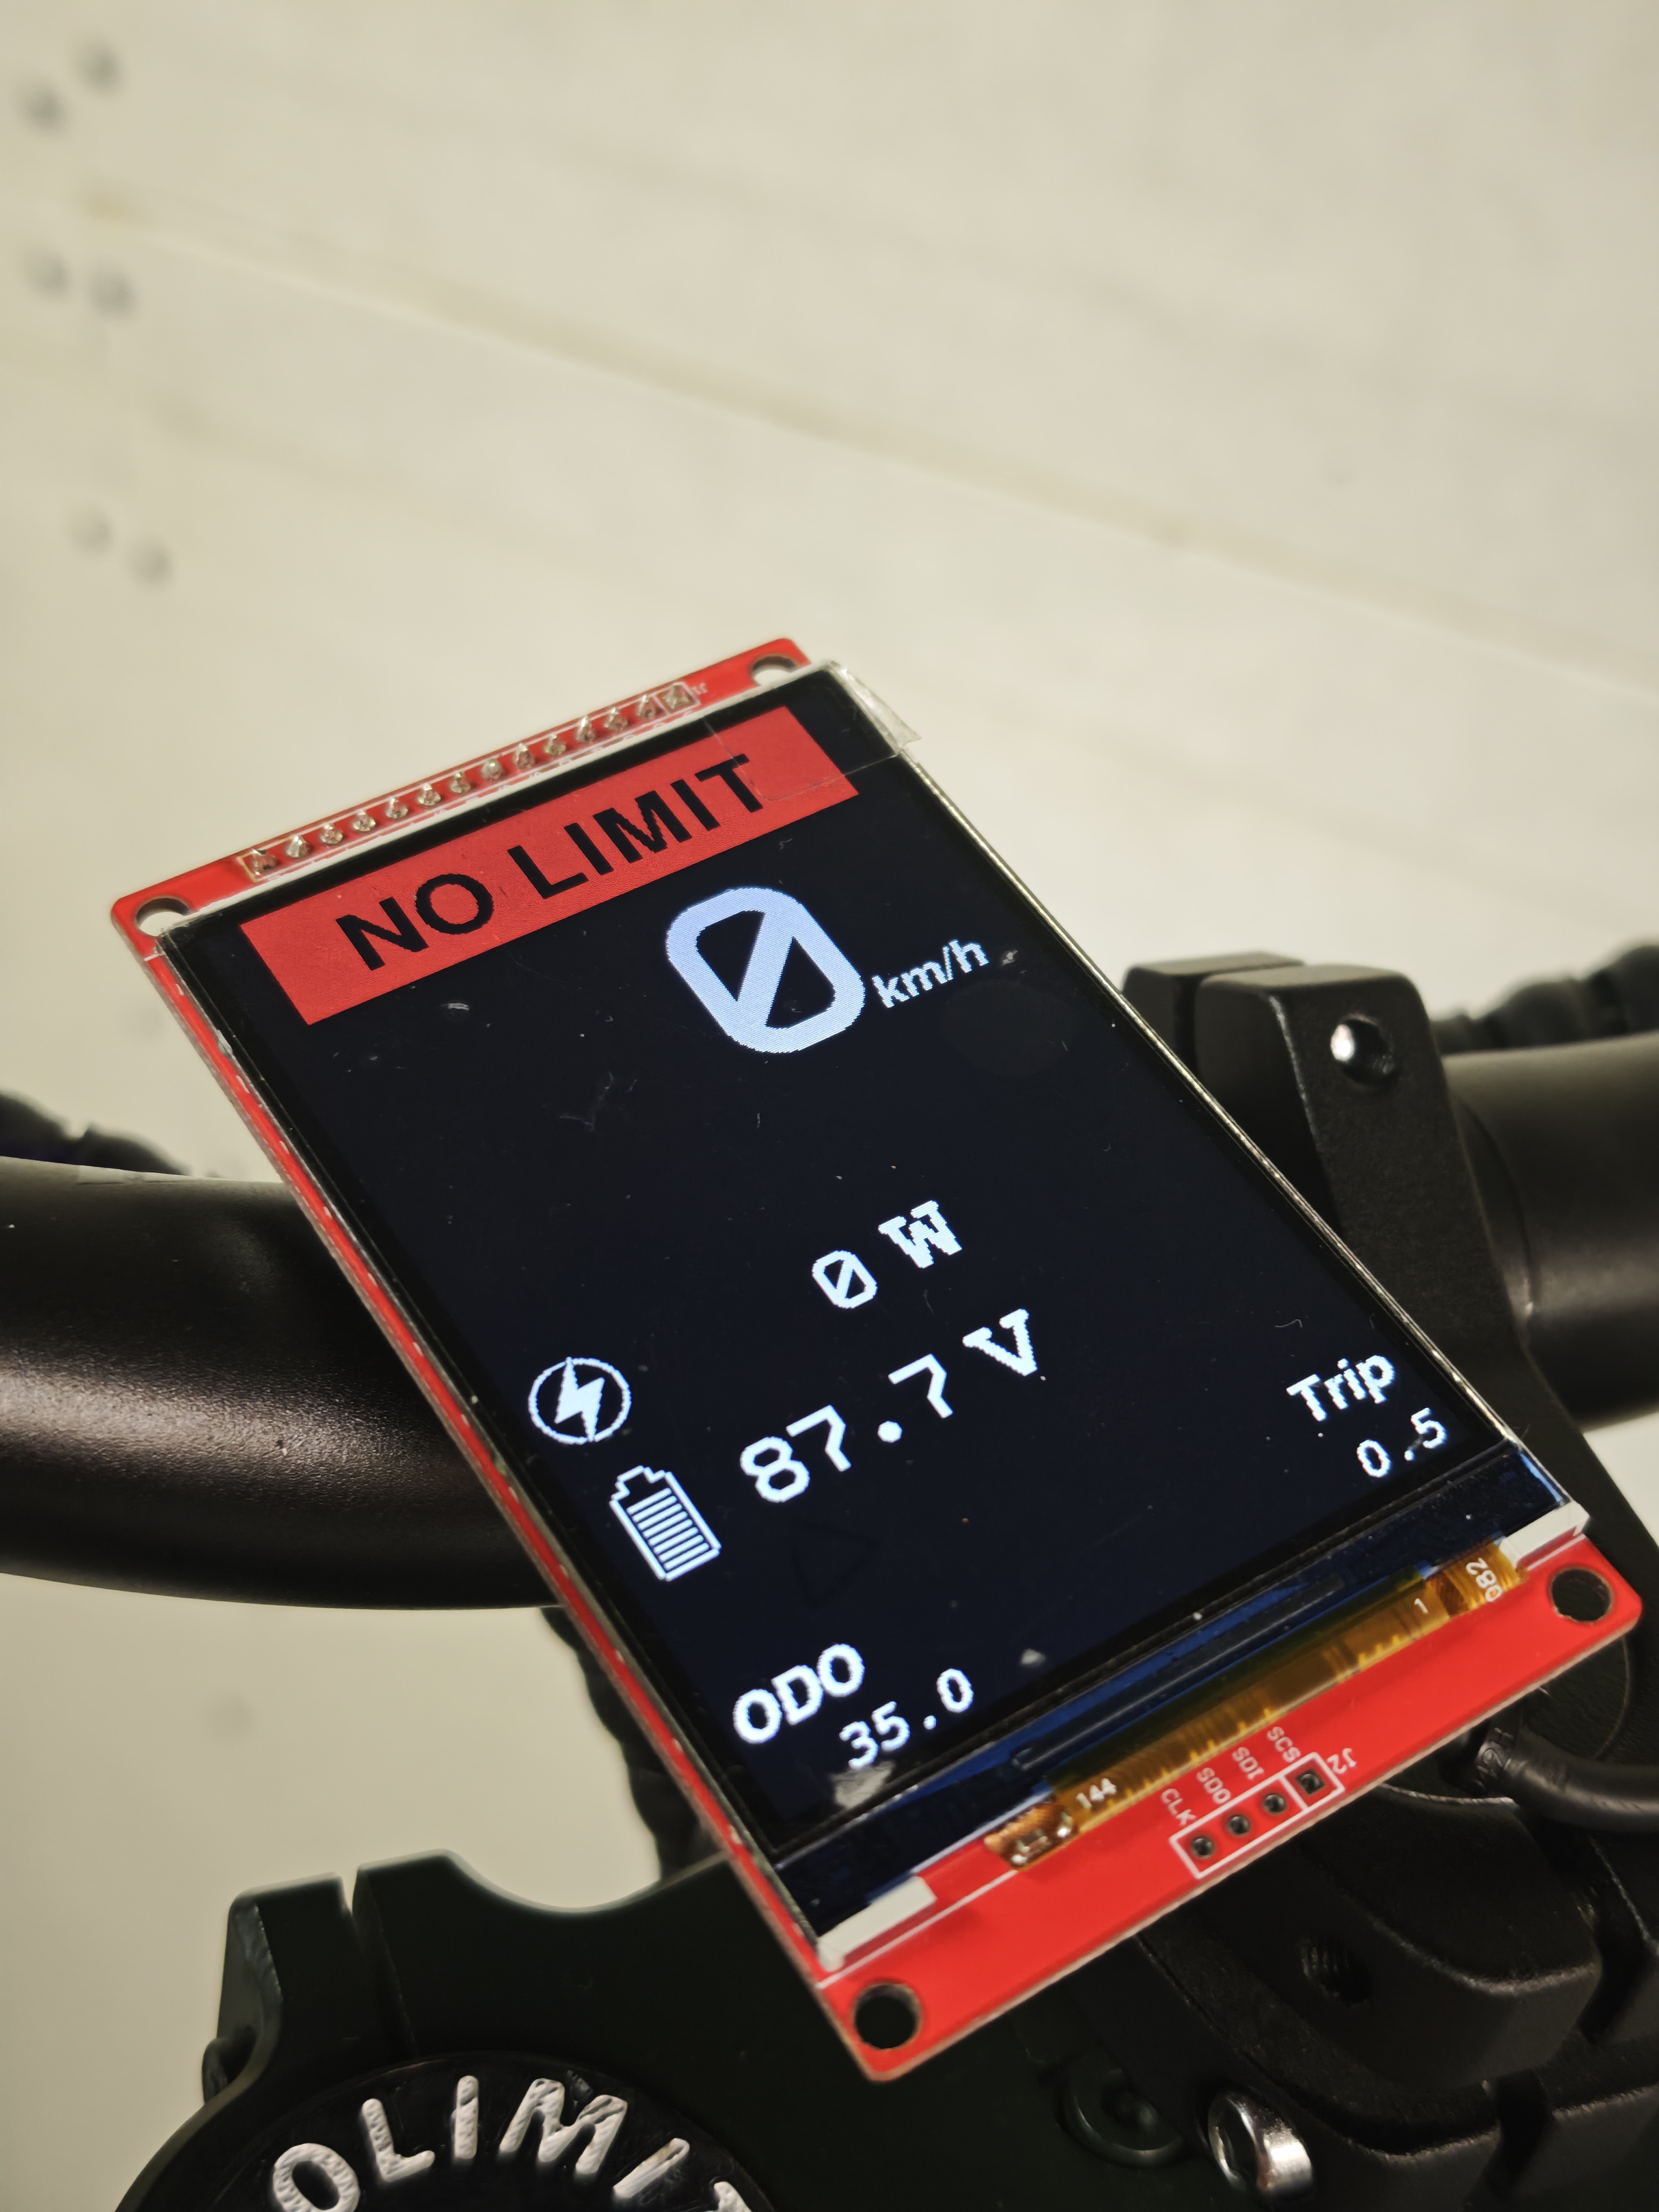 NO LIMIT
0 km/h
0 W
87.7 V
Trip
0.5
ODO
35.0
1
144
CLK
SDO
SDI
SCS
J2
OLIMIT